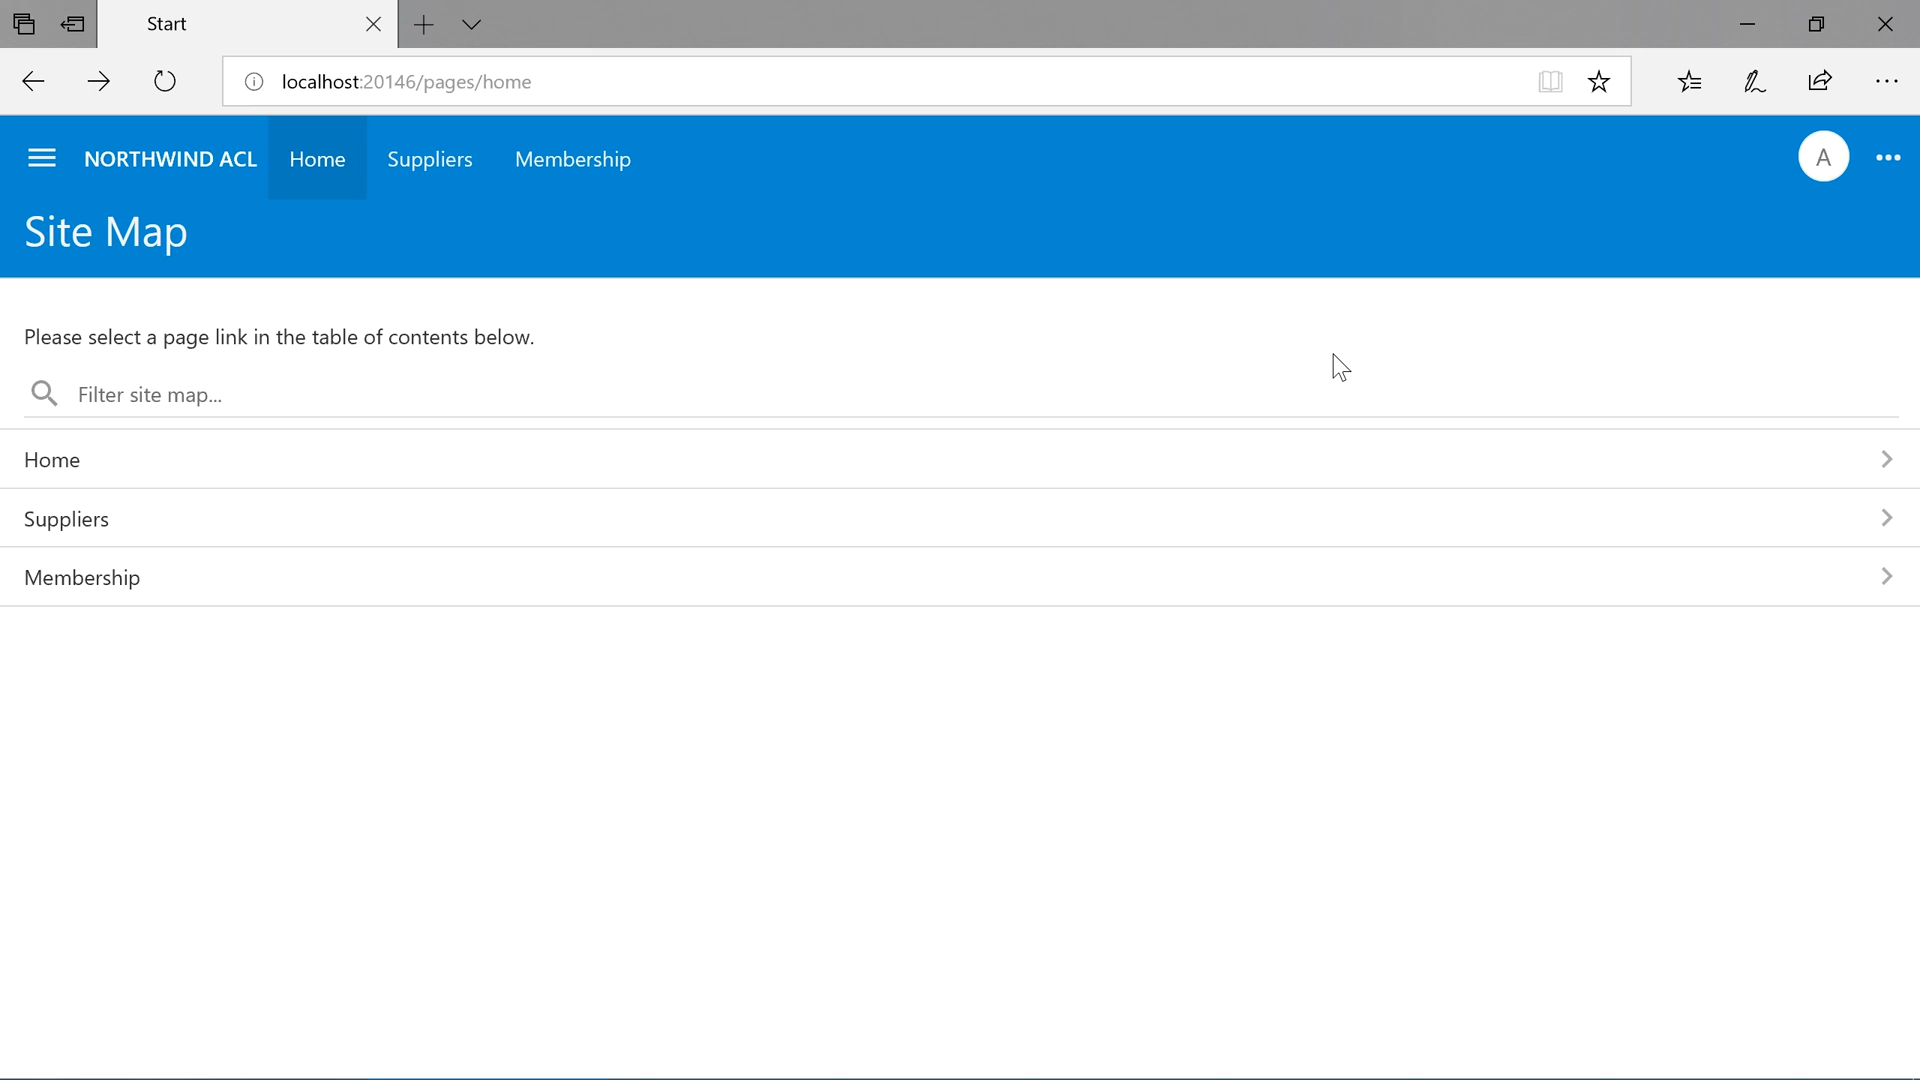 Start
localhost:20146/pages/home
NORTHWIND ACL Home Suppliers Membership A
Site Map
Please select a page link in the table of contents below.
Filter site map...
Home
Suppliers
Membership